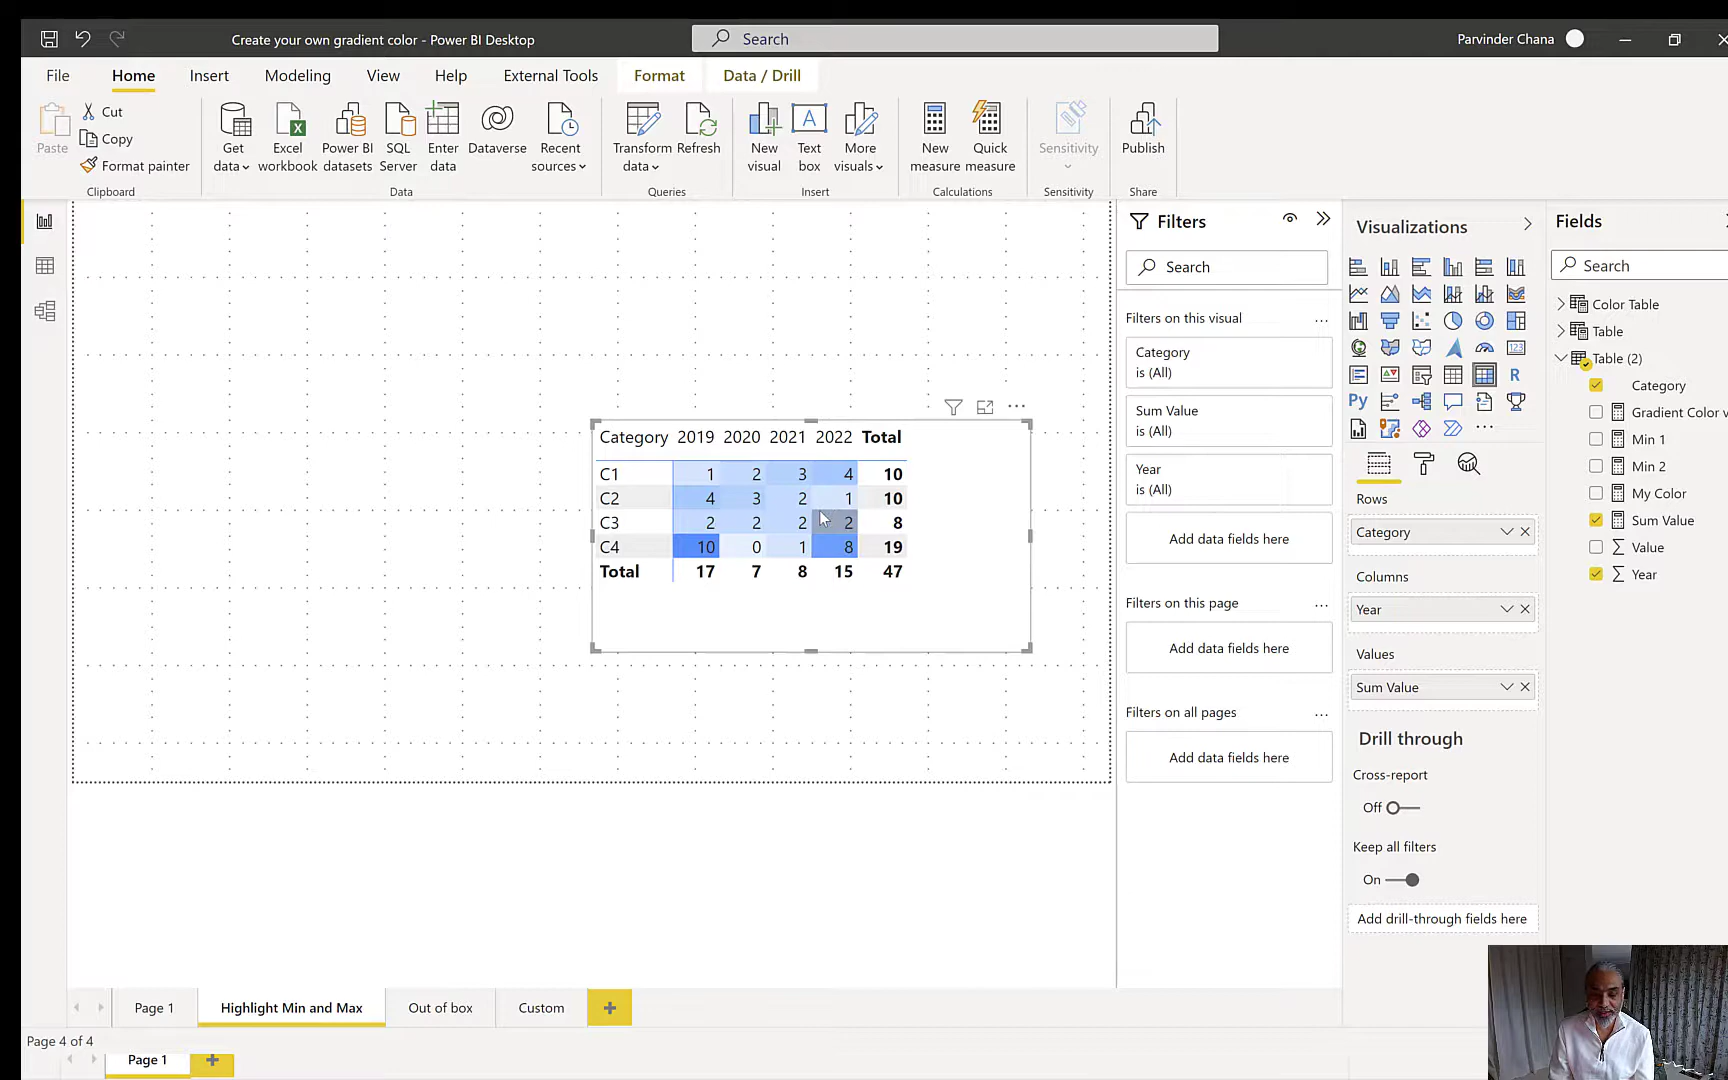 Create your own gradient color - Power BI Desktop
Search
Parvinder Chana
File Home Insert Modeling View Help External Tools Format Data / Drill
Paste
Cut
Copy
Format painter
Clipboard
Get data
Excel workbook
Power BI datasets
SQL Server
Enter data
Dataverse
Recent sources
Data
Transform data
Refresh
Queries
New visual
Text box
More visuals
Insert
New measure
Quick measure
Calculations
Sensitivity
Sensitivity
Publish
Share
Category 2019 2020 2021 2022 Total
C1 1 2 3 4 10
C2 4 3 2 1 10
C3 2 2 2 2 8
C4 10 0 1 8 19
Total 17 7 8 15 47
Filters
Search
Filters on this visual ...
Category
is (All)
Sum Value
is (All)
Year
is (All)
Add data fields here
Filters on this page ...
Add data fields here
Filters on all pages ...
Add data fields here
Visualizations
123
R
Py
...
Rows
Category
Columns
Year
Values
Sum Value
Drill through
Cross-report
Off
Keep all filters
On
Add drill-through fields here
Fields
Search
Color Table
Table
Table (2)
Category
Gradient Color v
Min 1
Min 2
My Color
Sum Value
Value
Year
Page 1 Highlight Min and Max Out of box Custom
Page 4 of 4
Page 1